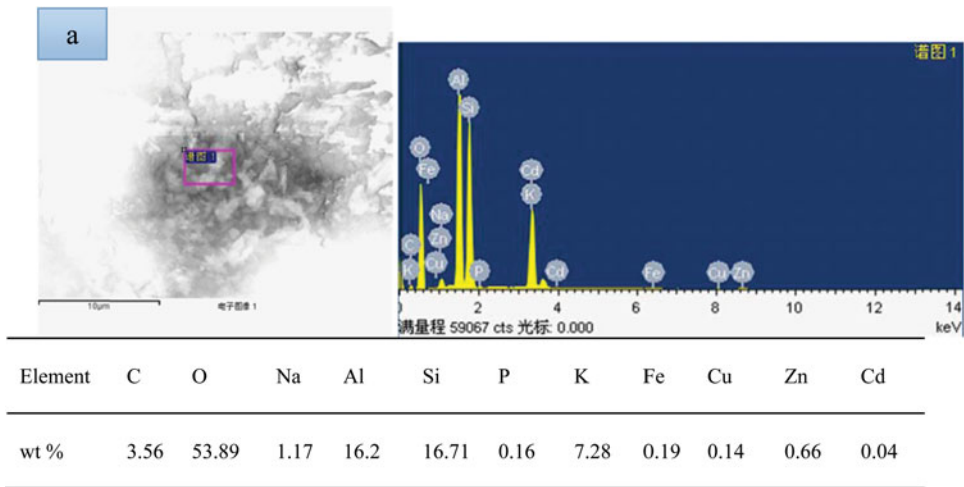 a
谱图 1
10μm
电子图像 1
谱图 1
Al
Si
O
Fe
Cd
K
Na
Zn
C
K
Cu
P
Cd
Fe
Cu
Zn
0 2 4 6 8 10 12 14
满量程 59067 cts 光标: 0.000 keV
Element C O Na Al Si P K Fe Cu Zn Cd
wt % 3.56 53.89 1.17 16.2 16.71 0.16 7.28 0.19 0.14 0.66 0.04